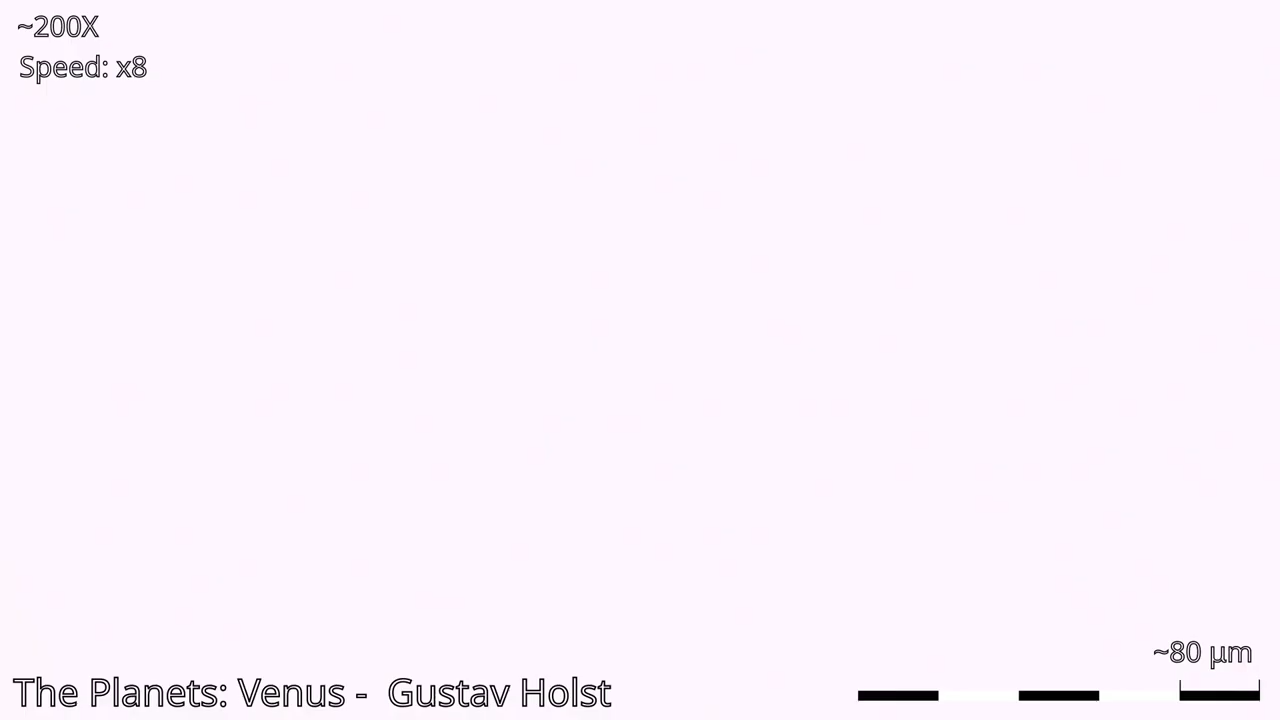 ~200X
Speed: x8
~80 µm
The Planets: Venus - Gustav Holst